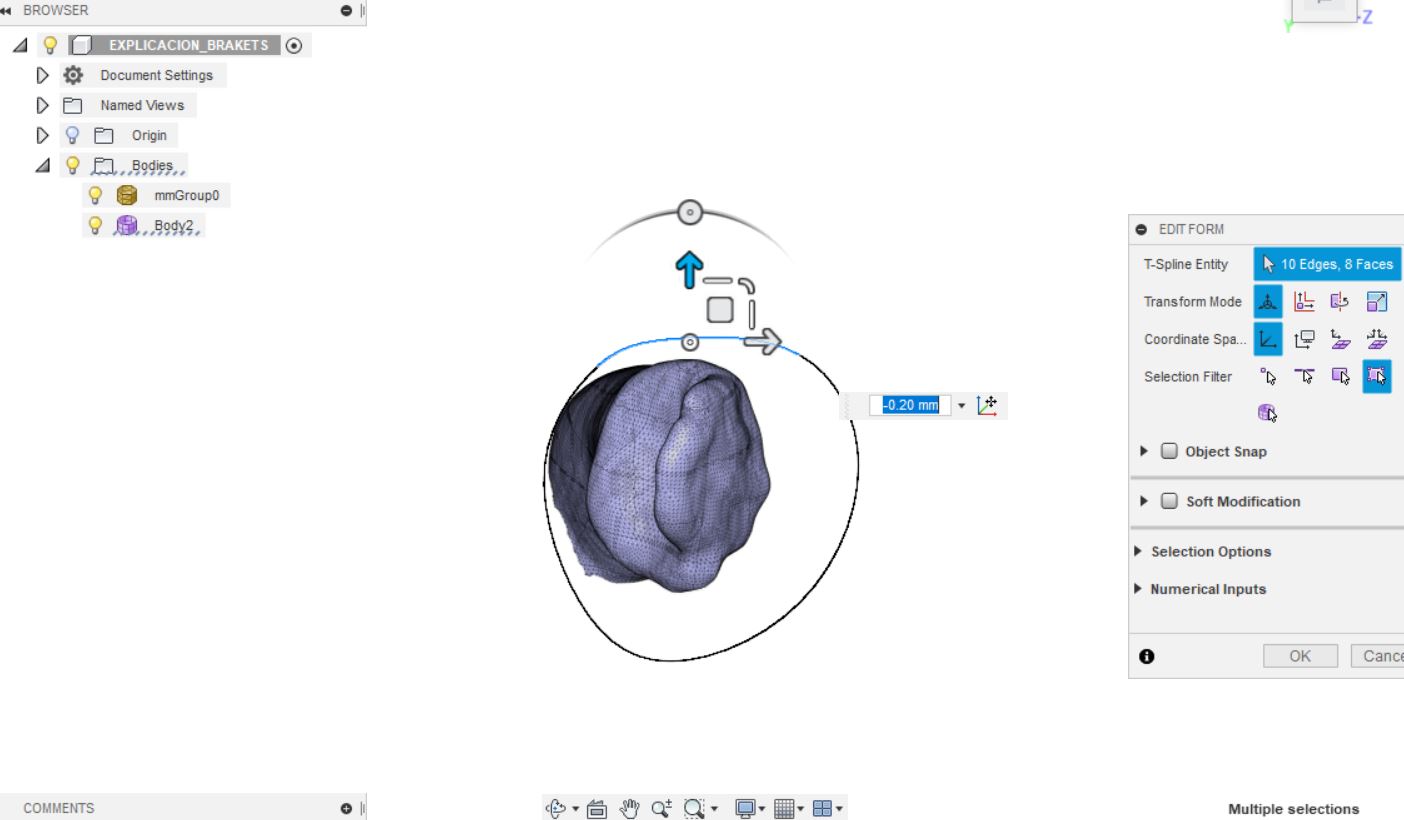 BROWSER
Z
Y
EXPLICACION_BRAKETS
Document Settings
Named Views
Origin
Bodies
mmGroup0
Body2
EDIT FORM
T-Spline Entity 10 Edges, 8 Faces
Transform Mode
Coordinate Spa...
Selection Filter
-0.20 mm
Object Snap
Soft Modification
Selection Options
Numerical Inputs
OK Cance
COMMENTS
Multiple selections